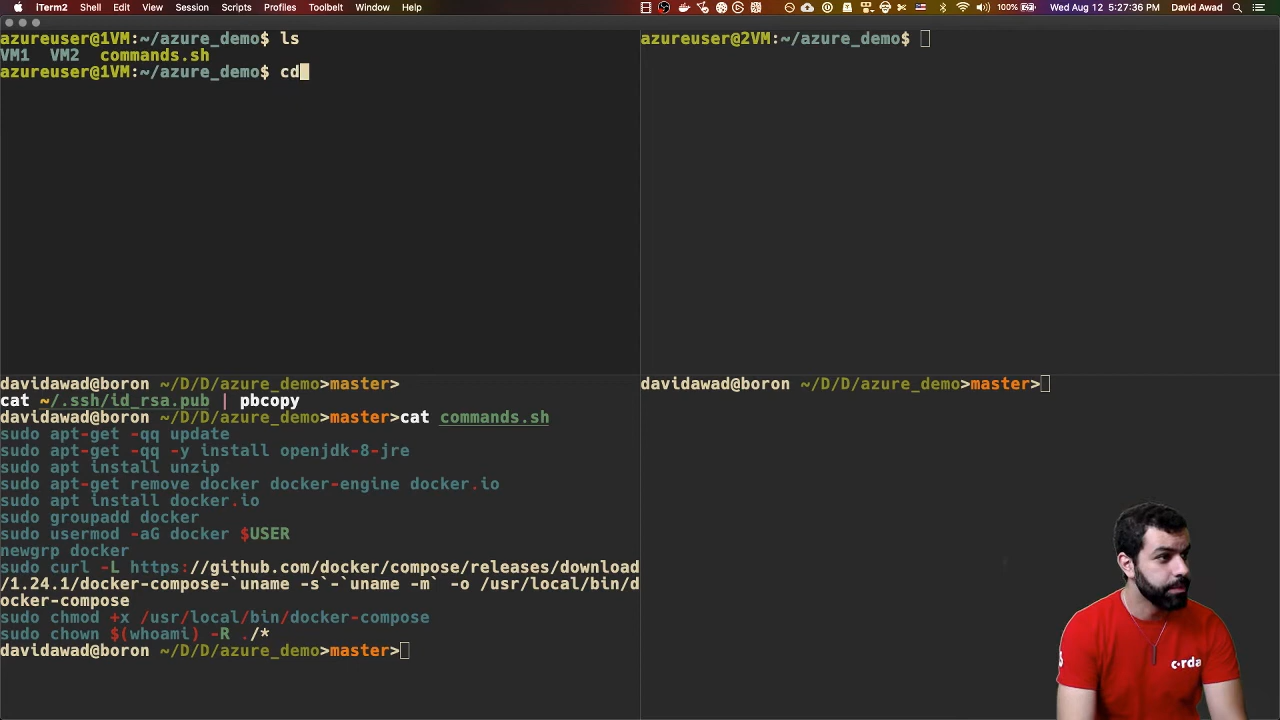 iTerm2 Shell Edit View Session Scripts Profiles Toolbelt Window Help 100% Wed Aug 12 5:27:36 PM David Awad
azureuser@1VM:~/azure_demo$ ls
VM1 VM2 commands.sh
azureuser@1VM:~/azure_demo$ cd
azureuser@2VM:~/azure_demo$
davidawad@boron ~/D/D/azure_demo>master>
cat ~/.ssh/id_rsa.pub | pbcopy
davidawad@boron ~/D/D/azure_demo>master>cat commands.sh
sudo apt-get -qq update
sudo apt-get -qq -y install openjdk-8-jre
sudo apt install unzip
sudo apt-get remove docker docker-engine docker.io
sudo apt install docker.io
sudo groupadd docker
sudo usermod -aG docker $USER
newgrp docker
sudo curl -L https://github.com/docker/compose/releases/download
/1.24.1/docker-compose-`uname -s`-`uname -m` -o /usr/local/bin/d
ocker-compose
sudo chmod +x /usr/local/bin/docker-compose
sudo chown $(whoami) -R ./*
davidawad@boron ~/D/D/azure_demo>master>
davidawad@boron ~/D/D/azure_demo>master>
c·rda